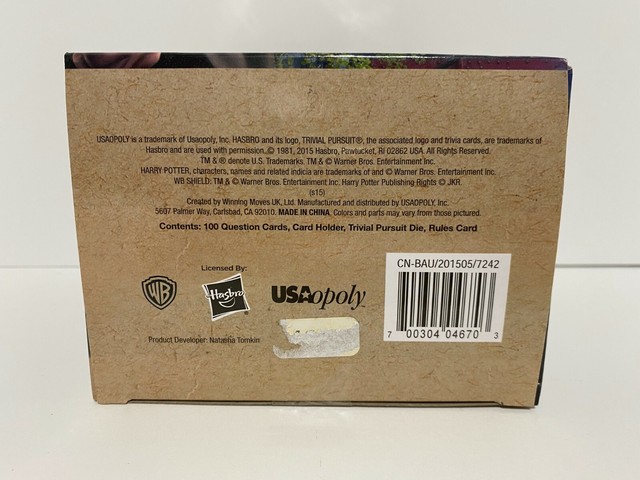 USAOPOLY is a trademark of Usaopoly, Inc. HASBRO and its logo, TRIVIAL PURSUIT®, the associated logo and trivia cards, are trademarks of
Hasbro and are used with permission. © 1981, 2015 Hasbro, Pawtucket, RI 02862 USA. All Rights Reserved.
TM & ® denote U.S. Trademarks. TM & © Warner Bros. Entertainment Inc.
HARRY POTTER, characters, names and related indicia are trademarks of and © Warner Bros. Entertainment Inc.
WB SHIELD: TM & © Warner Bros. Entertainment Inc. Harry Potter Publishing Rights © JKR.
(s15)
Created by Winning Moves UK, Ltd. Manufactured and distributed by USAOPOLY, Inc.
5607 Palmer Way, Carlsbad, CA 92010. MADE IN CHINA. Colors and parts may vary from those pictured.
Contents: 100 Question Cards, Card Holder, Trivial Pursuit Die, Rules Card
CN-BAU/201505/7242
Licensed By:
WB
Hasbro
USAopoly
7 00304 04670 3
Product Developer: Natasha Tomkin